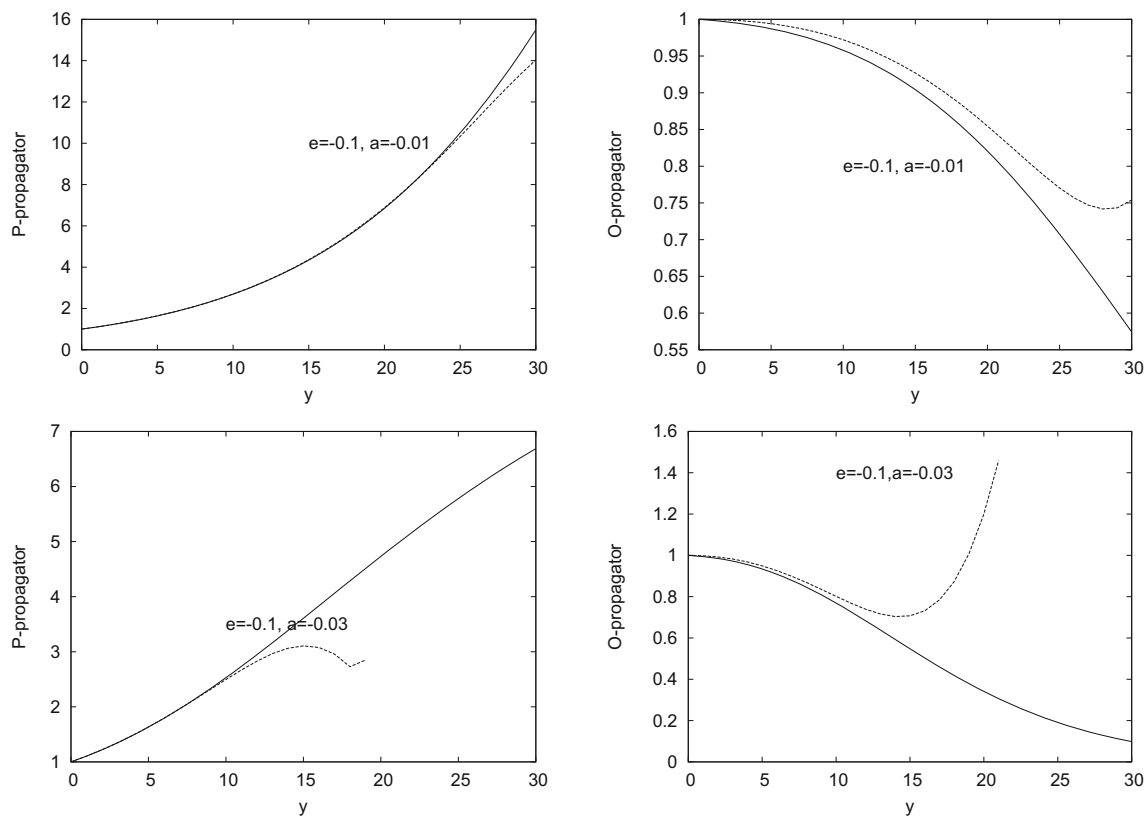 16
14
12
10
8
6
4
2
0
P-propagator
e=-0.1, a=-0.01
0 5 10 15 20 25 30
y
1
0.95
0.9
0.85
0.8
0.75
0.7
0.65
0.6
0.55
O-propagator
e=-0.1, a=-0.01
0 5 10 15 20 25 30
y
7
6
5
4
3
2
1
P-propagator
e=-0.1, a=-0.03
0 5 10 15 20 25 30
y
1.6
1.4
1.2
1
0.8
0.6
0.4
0.2
0
O-propagator
e=-0.1,a=-0.03
0 5 10 15 20 25 30
y